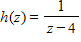 h(z) = 1/(z − 4)